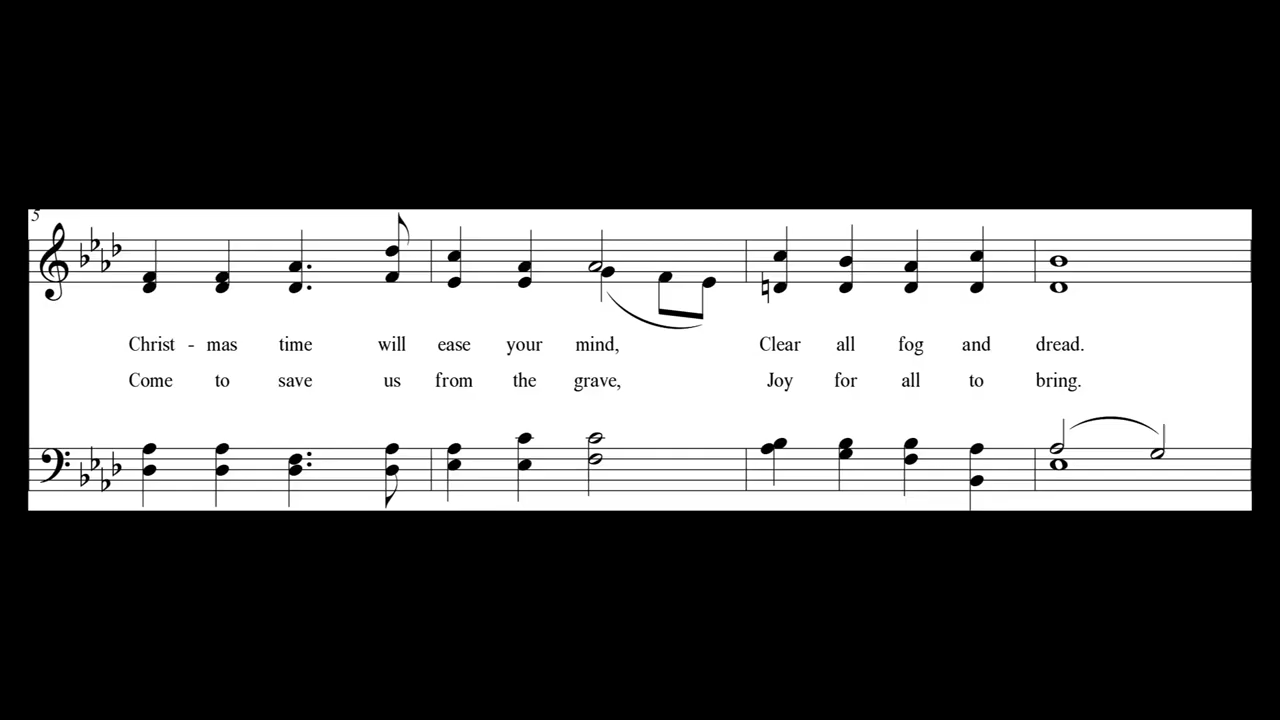 5
Christ - mas time will ease your mind, Clear all fog and dread.
Come to save us from the grave, Joy for all to bring.